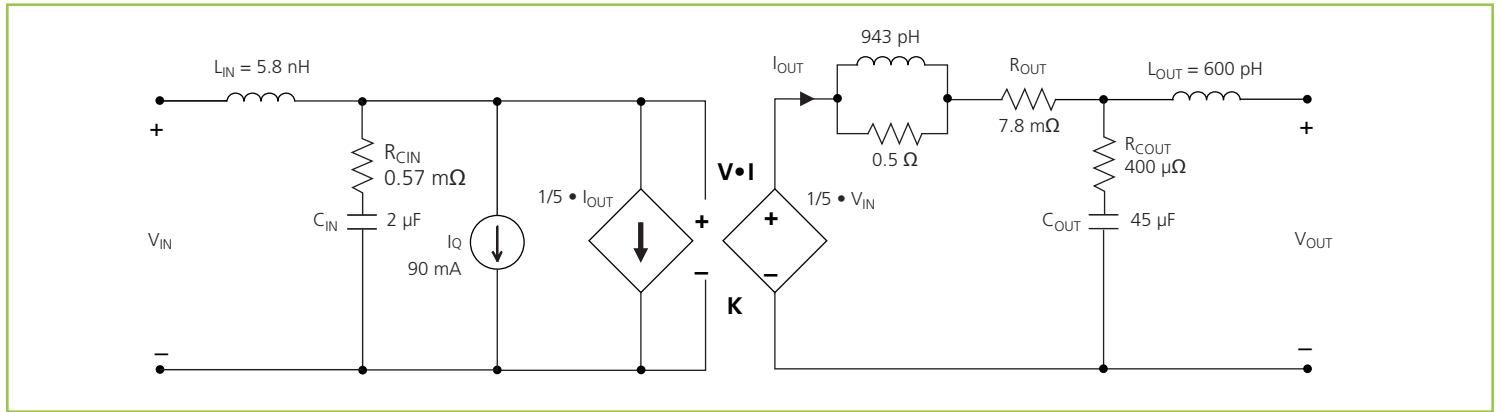 L_IN = 5.8 nH
943 pH
I_OUT
R_OUT
L_OUT = 600 pH
+
7.8 mΩ
+
R_CIN
0.57 mΩ
0.5 Ω
R_COUT
400 µΩ
V•I
1/5 • I_OUT
1/5 • V_IN
C_IN
2 µF
+
+
C_OUT
45 µF
V_IN
I_Q
90 mA
V_OUT
–
–
K
–
–